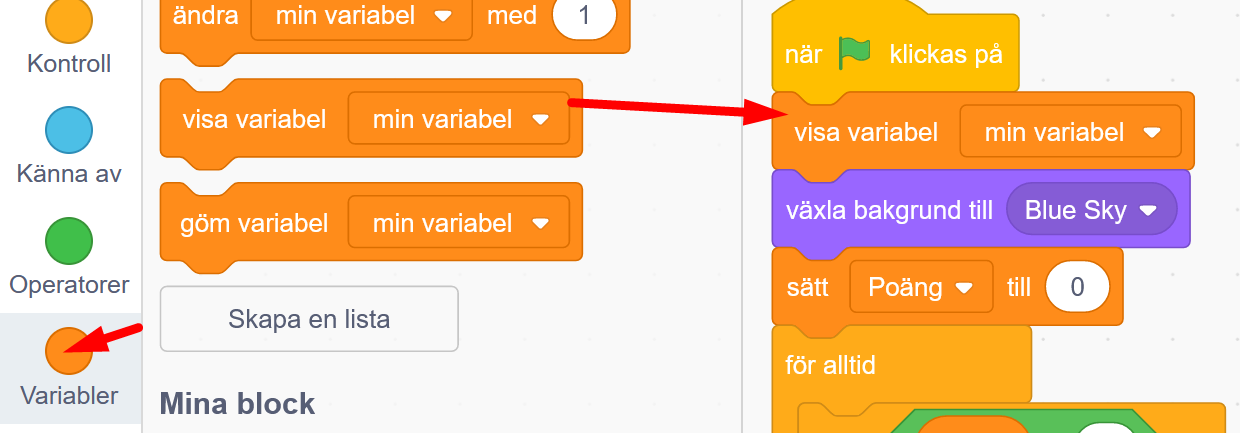 Kontroll
Känna av
Operatorer
Variabler
ändra min variabel med 1
visa variabel min variabel
göm variabel min variabel
Skapa en lista
Mina block
när klickas på
visa variabel min variabel
växla bakgrund till Blue Sky
sätt Poäng till 0
för alltid